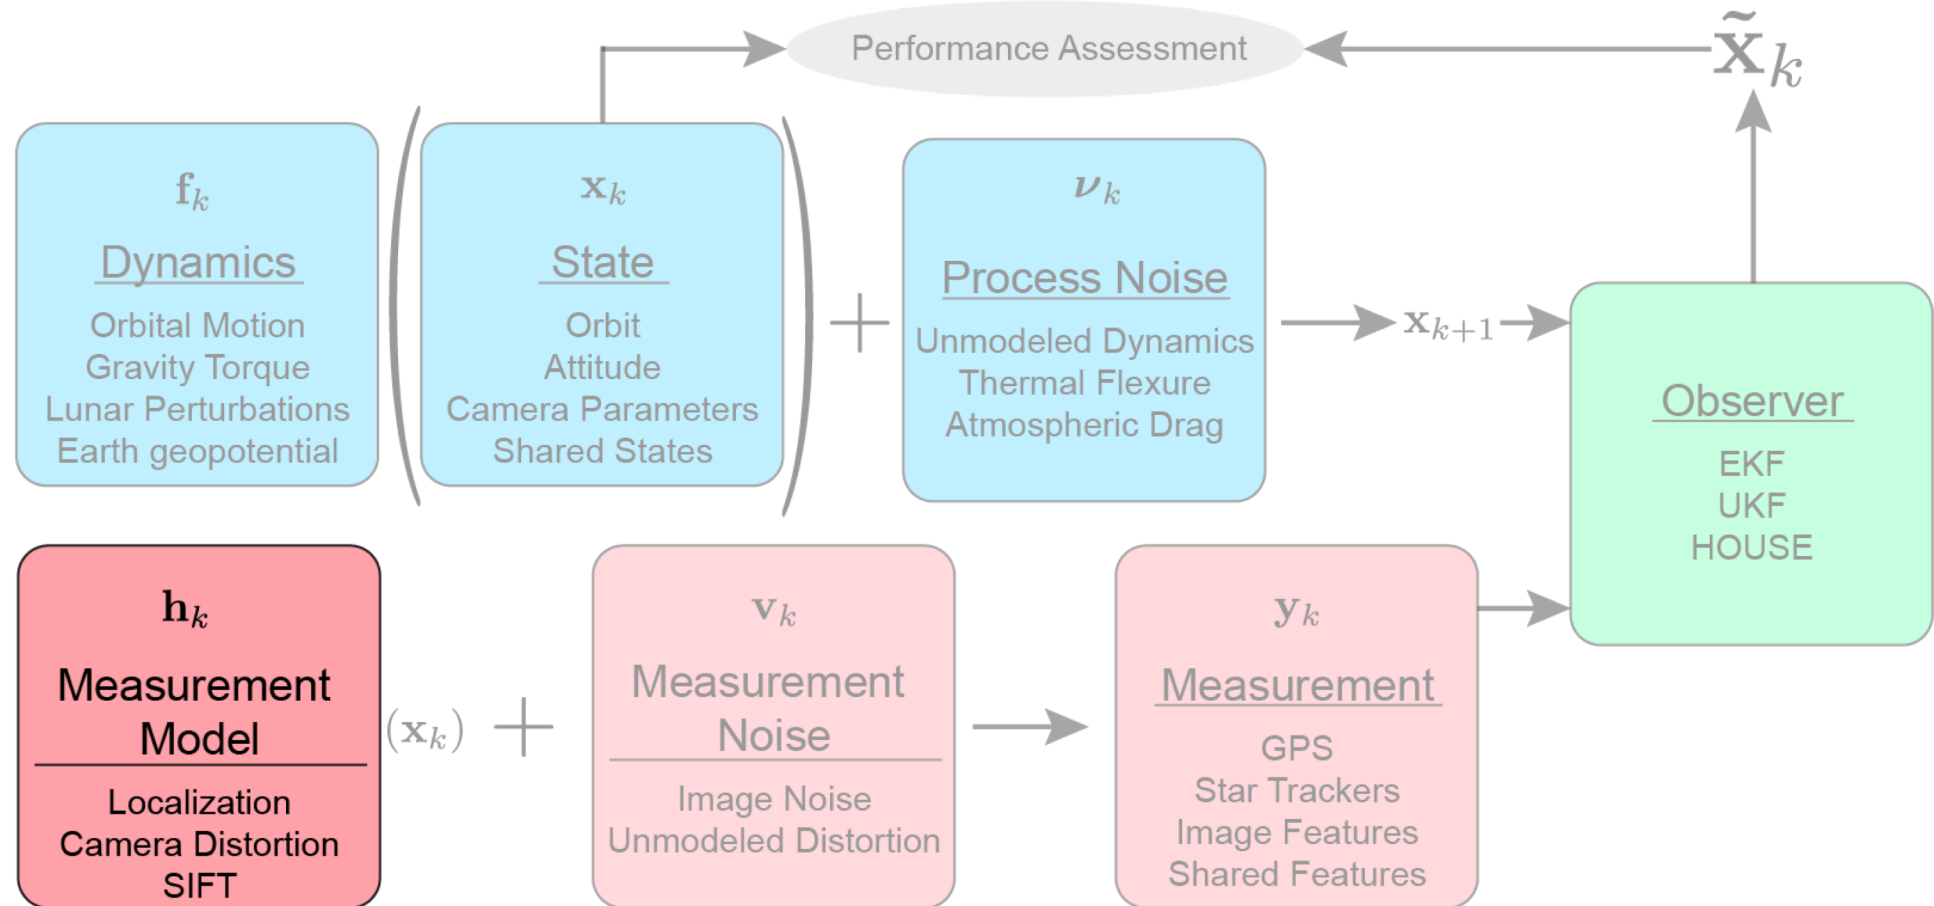 Performance Assessment
x̃ₖ
fₖ
Dynamics
Orbital Motion
Gravity Torque
Lunar Perturbations
Earth geopotential
(
xₖ
State
Orbit
Attitude
Camera Parameters
Shared States
)
+
νₖ
Process Noise
Unmodeled Dynamics
Thermal Flexure
Atmospheric Drag
xₖ₊₁
Observer
EKF
UKF
HOUSE
hₖ
Measurement
Model
Localization
Camera Distortion
SIFT
(xₖ)
+
vₖ
Measurement
Noise
Image Noise
Unmodeled Distortion
yₖ
Measurement
GPS
Star Trackers
Image Features
Shared Features